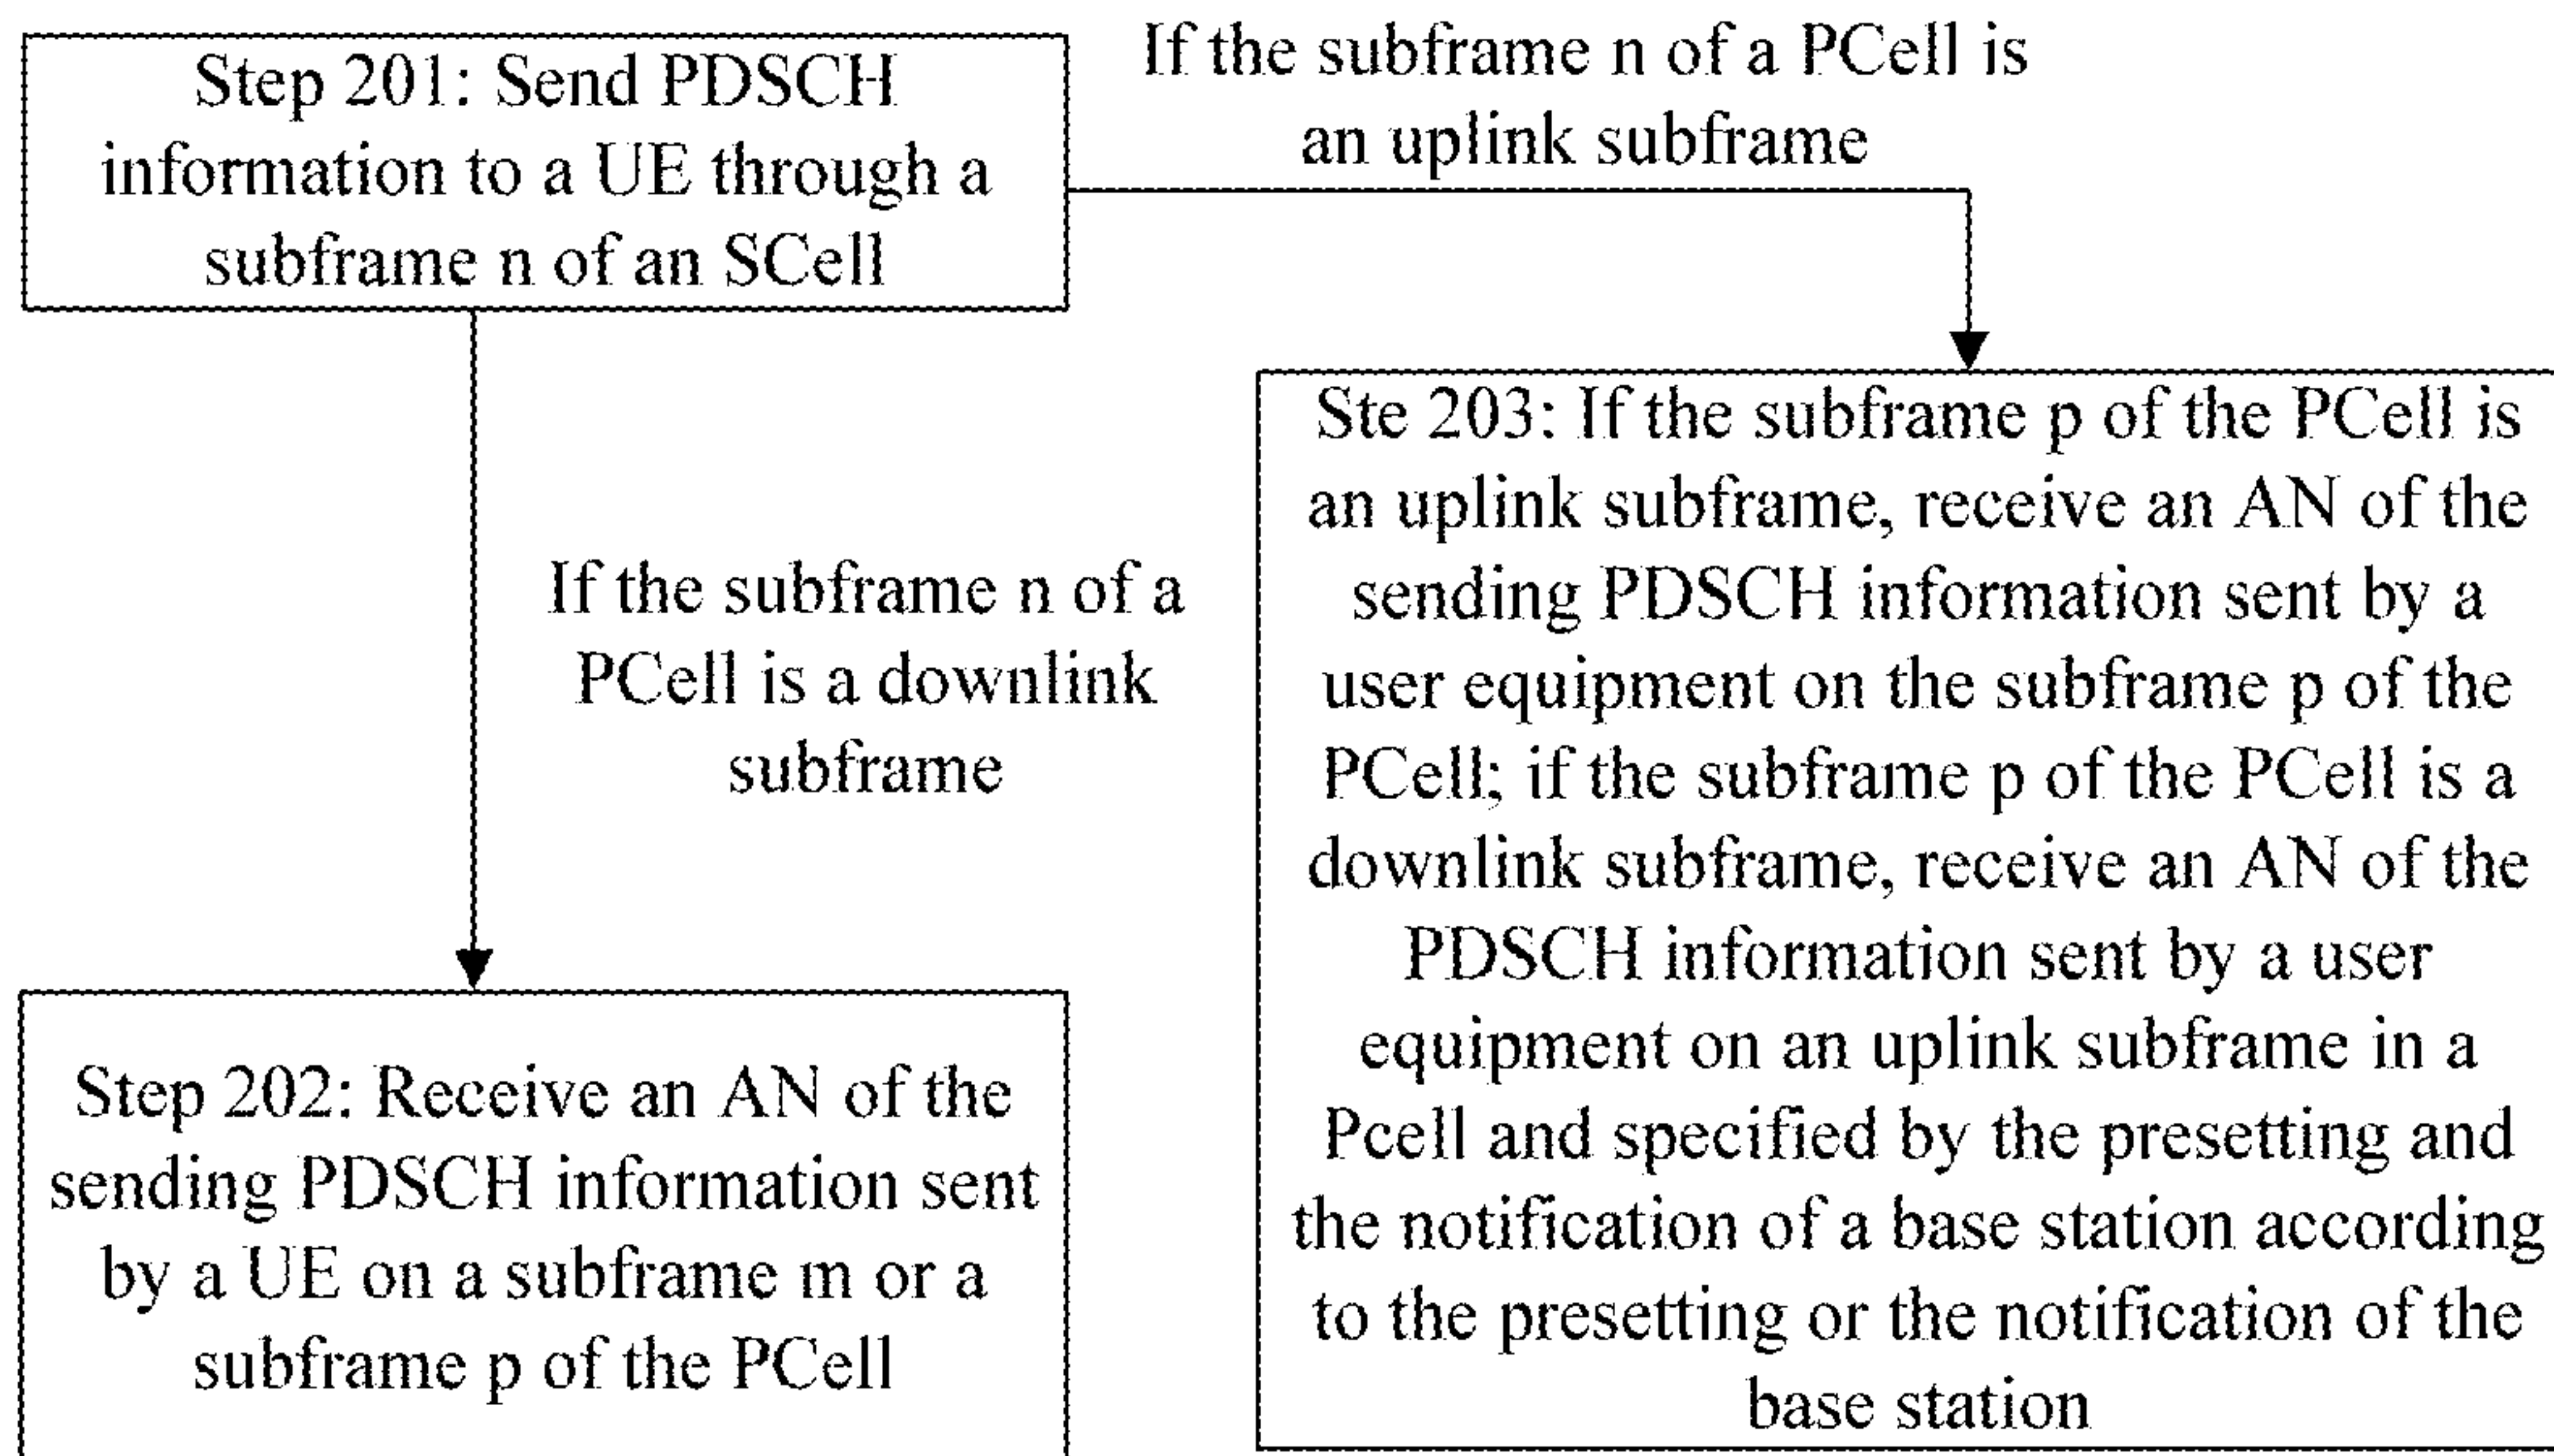 Step 201: Send PDSCH
information to a UE through a
subframe n of an SCell
If the subframe n of a PCell is
an uplink subframe
If the subframe n of a
PCell is a downlink
subframe
Step 202: Receive an AN of the
sending PDSCH information sent
by a UE on a subframe m or a
subframe p of the PCell
Ste 203: If the subframe p of the PCell is
an uplink subframe, receive an AN of the
sending PDSCH information sent by a
user equipment on the subframe p of the
PCell; if the subframe p of the PCell is a
downlink subframe, receive an AN of the
PDSCH information sent by a user
equipment on an uplink subframe in a
Pcell and specified by the presetting and
the notification of a base station according
to the presetting or the notification of the
base station